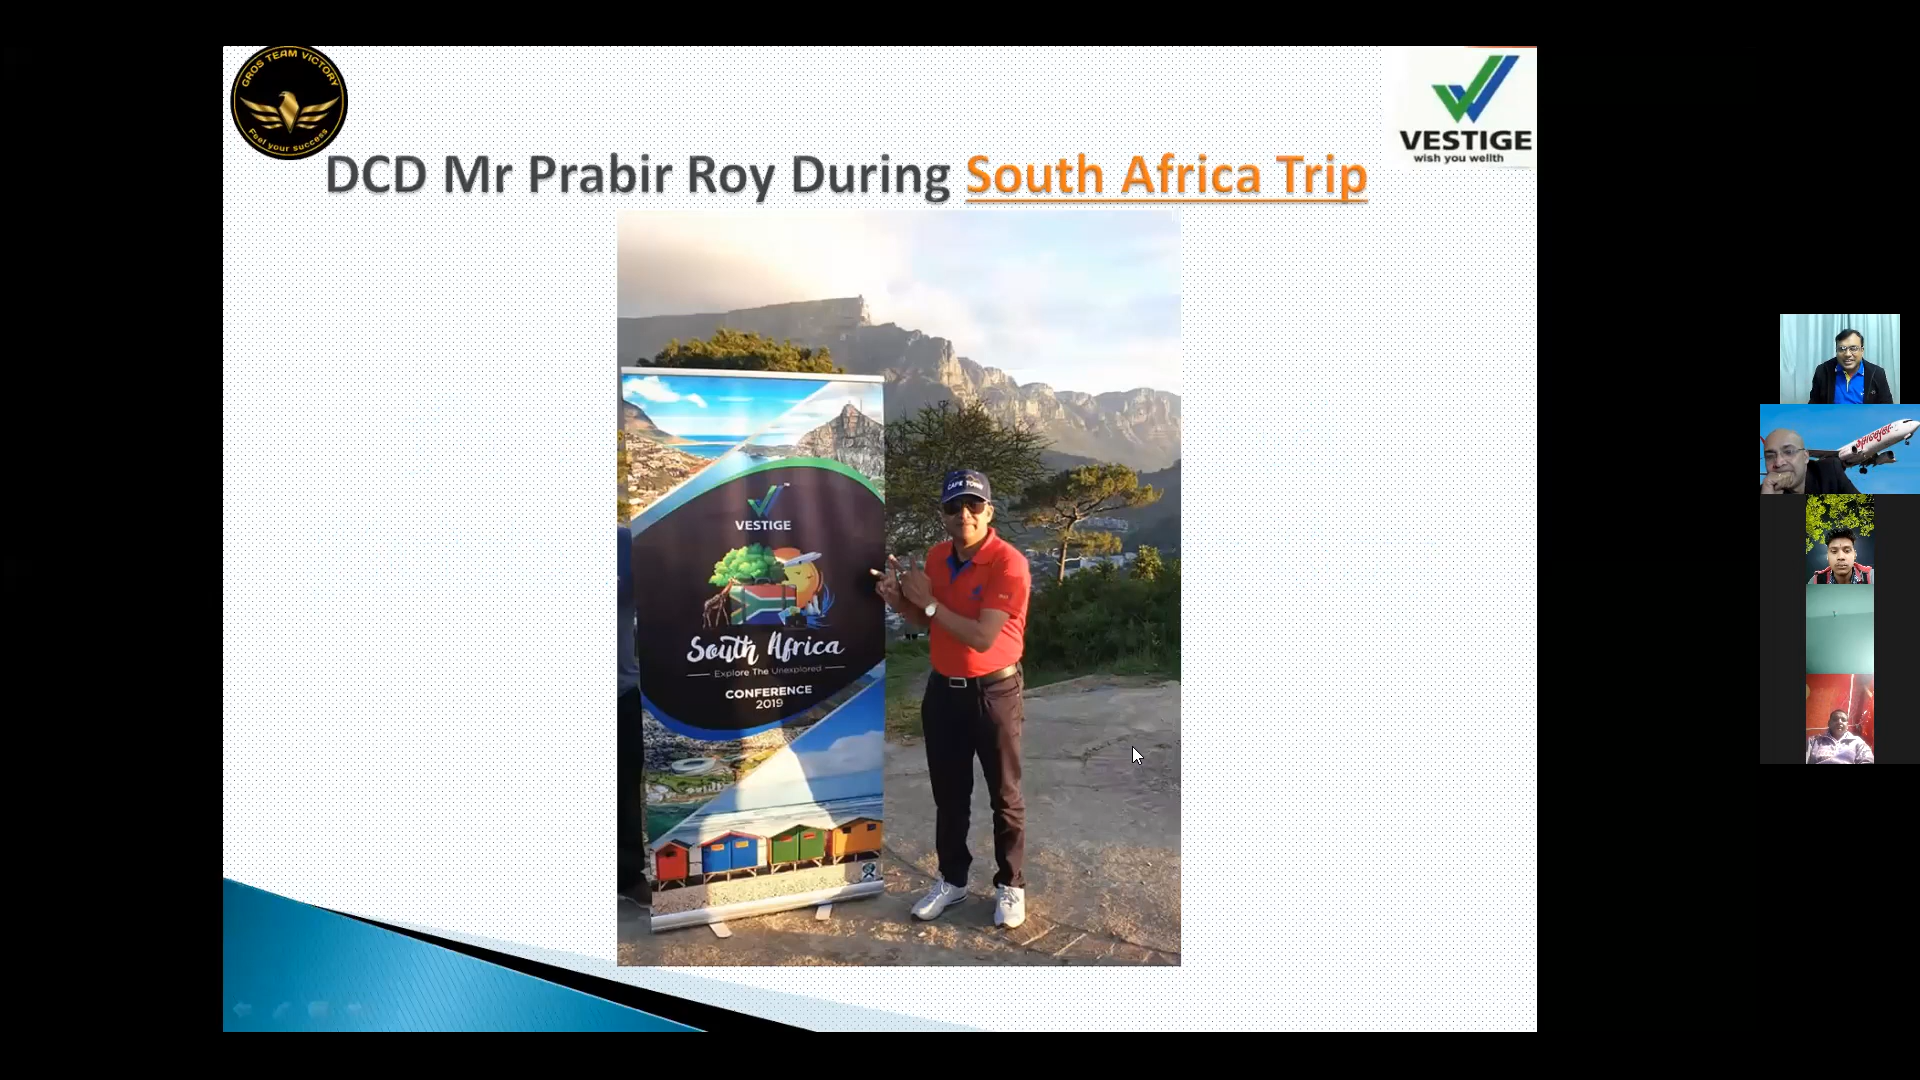 GROS TEAM VICTORY
Feel your success
VESTIGE
wish you wellth
DCD Mr Prabir Roy During South Africa Trip
CAPE TOWN
VESTIGE
South Africa
Explore The Unexplored
CONFERENCE
2019
spicejet